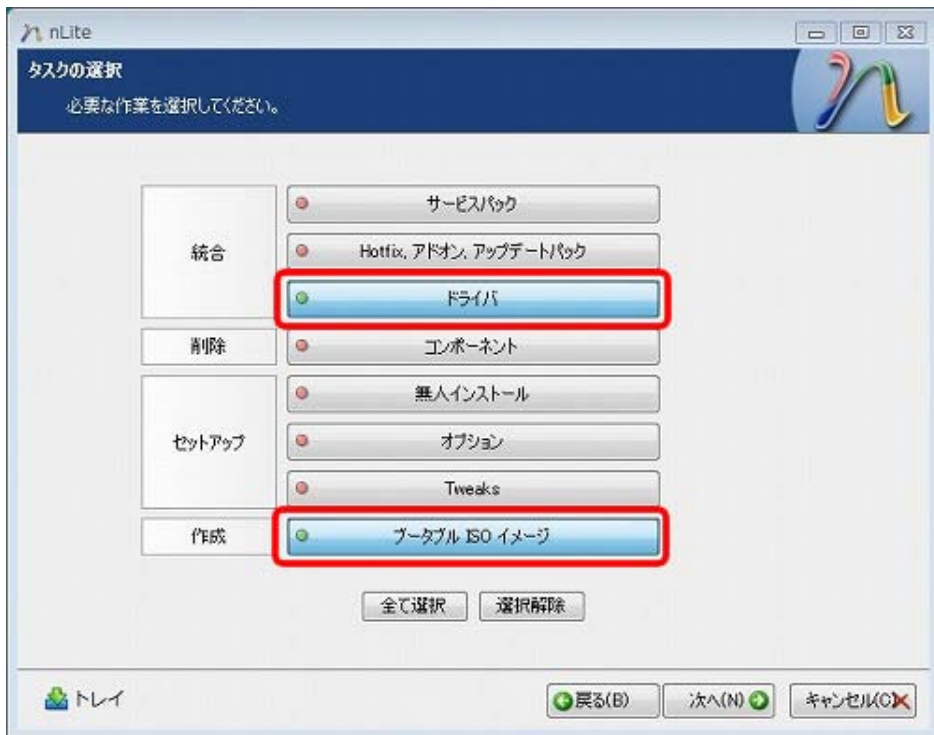 nLite
タスクの選択
必要な作業を選択してください。
統合
サービスパック
Hotfix, アドオン, アップデートパック
ドライバ
削除
コンポーネント
セットアップ
無人インストール
オプション
Tweaks
作成
ブータブル ISO イメージ
全て選択
選択解除
トレイ
戻る(B)
次へ(N)
キャンセル(C)